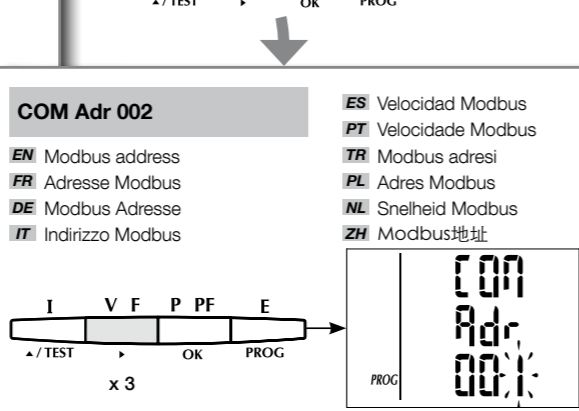 ▲/TEST ▸ OK PROG
COM Adr 002
EN Modbus address
FR Adresse Modbus
DE Modbus Adresse
IT Indirizzo Modbus
ES Velocidad Modbus
PT Velocidade Modbus
TR Modbus adresi
PL Adres Modbus
NL Snelheid Modbus
ZH Modbus地址
I V F P PF E
▲/TEST ▸ OK PROG
x 3
COM
Adr
001
PROG